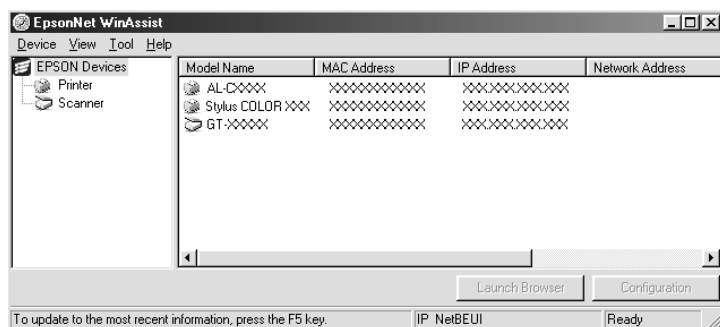 EpsonNet WinAssist
Device View Tool Help
EPSON Devices
Printer
Scanner
Model Name MAC Address IP Address Network Address
AL-CXXXX XXXXXXXXXXXX XXX.XXX.XXX.XXX
Stylus COLOR XXX XXXXXXXXXXXX XXX.XXX.XXX.XXX
GT-XXXXX XXXXXXXXXXXX XXX.XXX.XXX.XXX
Launch Browser Configuration
To update to the most recent information, press the F5 key. IP NetBEUI Ready